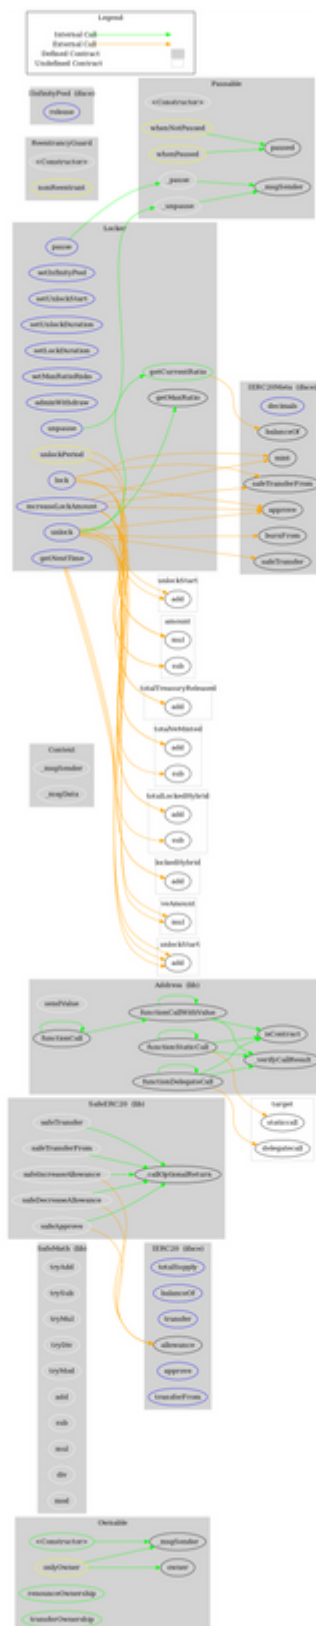 Legend
Internal Call
External Call
Defined Contract
Undefined Contract
IInfinityPool (iface)
release
ReentrancyGuard
<Constructor>
nonReentrant
Pausable
<Constructor>
whenNotPaused
whenPaused
paused
_pause
_unpause
_msgSender
Locker
pause
setInfinityPool
setUnlockStart
setUnlockDuration
setLockDuration
adminWithdraw
unpause
unlockPeriod
lock
increaseLockAmount
unlock
getCurrentRatio
getMaxRatio
IERC20Meta (iface)
decimals
balanceOf
mint
safeTransferFrom
approve
burnFrom
safeTransfer
unlockStart
add
amount
mul
sub
totalTreasuryReleased
add
totalVeMinted
add
sub
totalLockedHybrid
add
sub
lockedHybrid
add
veAmount
mul
unlockStart
add
Context
_msgSender
_msgData
Address (lib)
sendValue
functionCall
functionCallWithValue
functionStaticCall
functionDelegateCall
isContract
verifyCallResult
target
staticcall
delegatecall
SafeERC20 (lib)
safeTransfer
safeTransferFrom
safeIncreaseAllowance
safeDecreaseAllowance
safeApprove
callOptionalReturn
SafeMath (lib)
tryAdd
trySub
tryMul
tryDiv
tryMod
add
sub
mul
div
mod
IERC20 (iface)
totalSupply
balanceOf
transfer
allowance
approve
transferFrom
Ownable
<Constructor>
onlyOwner
renounceOwnership
transferOwnership
_msgSender
owner